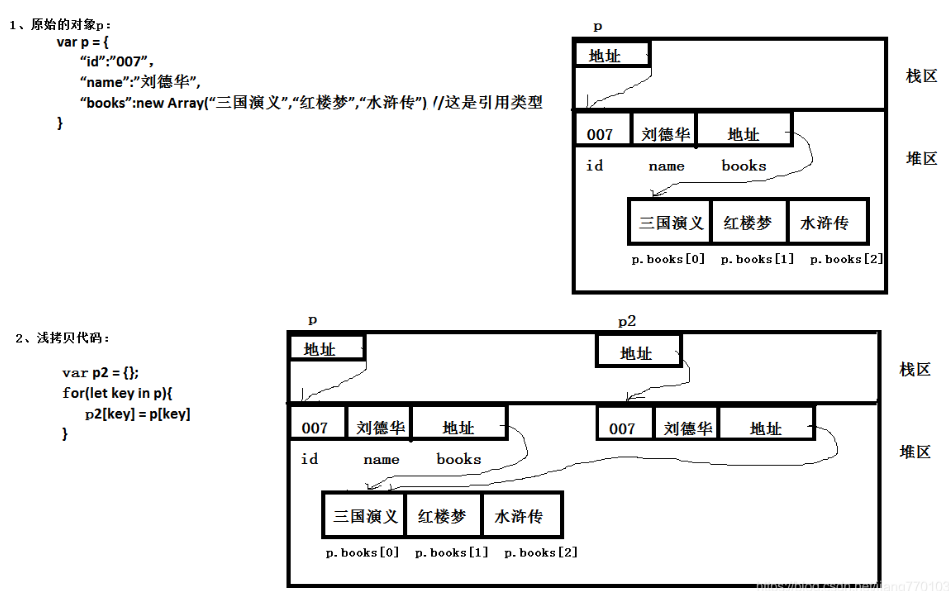 1、原始的对象p：
var p = {
“id”:”007”，
“name”:”刘德华”,
“books”:new Array(“三国演义”,“红楼梦”,“水浒传”) //这是引用类型
}
p
地址
栈区
007 刘德华 地址
堆区
id name books
三国演义 红楼梦 水浒传
p.books[0] p.books[1] p.books[2]
2、浅拷贝代码：
var p2 = {};
for(let key in p){
p2[key] = p[key]
}
p p2
地址 地址
栈区
007 刘德华 地址 007 刘德华 地址
堆区
id name books
三国演义 红楼梦 水浒传
p.books[0] p.books[1] p.books[2]